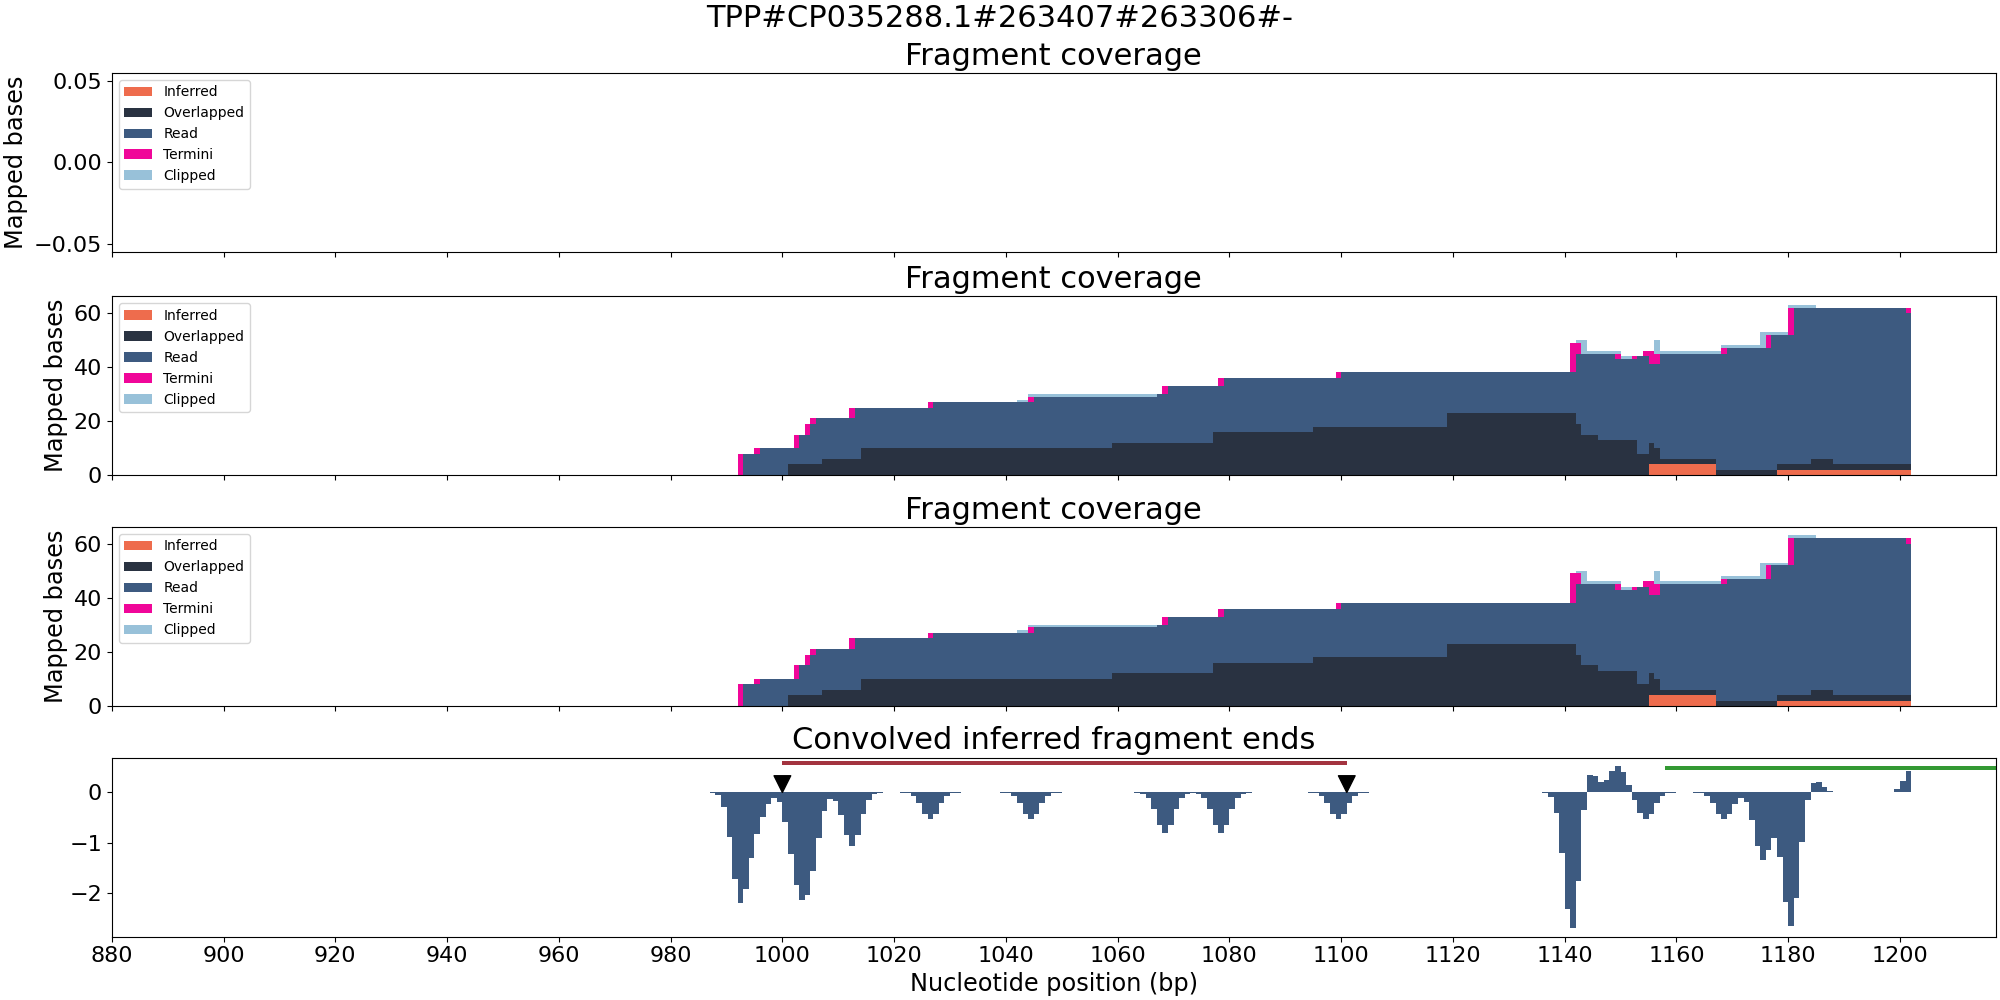 TPP#CP035288.1#263407#263306#-
Fragment coverage
Mapped bases
0.05
0.00
−0.05
Inferred
Overlapped
Read
Termini
Clipped
Fragment coverage
Mapped bases
60
40
20
0
Inferred
Overlapped
Read
Termini
Clipped
Fragment coverage
Mapped bases
60
40
20
0
Inferred
Overlapped
Read
Termini
Clipped
Convolved inferred fragment ends
0
−1
−2
880 900 920 940 960 980 1000 1020 1040 1060 1080 1100 1120 1140 1160 1180 1200
Nucleotide position (bp)